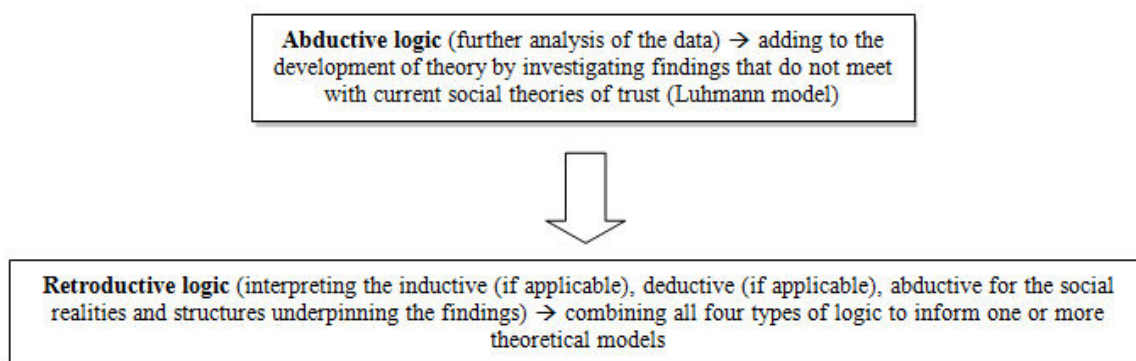 Abductive logic (further analysis of the data) → adding to the
development of theory by investigating findings that do not meet
with current social theories of trust (Luhmann model)
Retroductive logic (interpreting the inductive (if applicable), deductive (if applicable), abductive for the social
realities and structures underpinning the findings) → combining all four types of logic to inform one or more
theoretical models